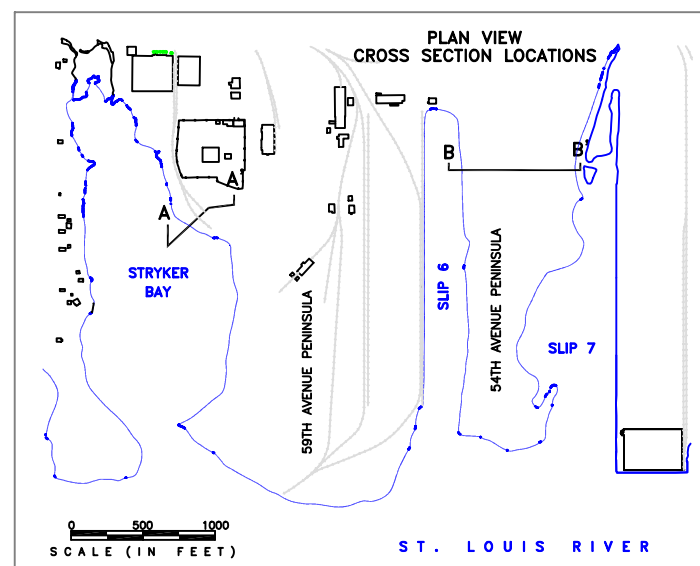 PLAN VIEW
CROSS SECTION LOCATIONS
B
B'
A'
A
STRYKER
BAY
59TH AVENUE PENINSULA
SLIP 6
54TH AVENUE PENINSULA
SLIP 7
0 500 1000
SCALE (IN FEET)
ST. LOUIS RIVER